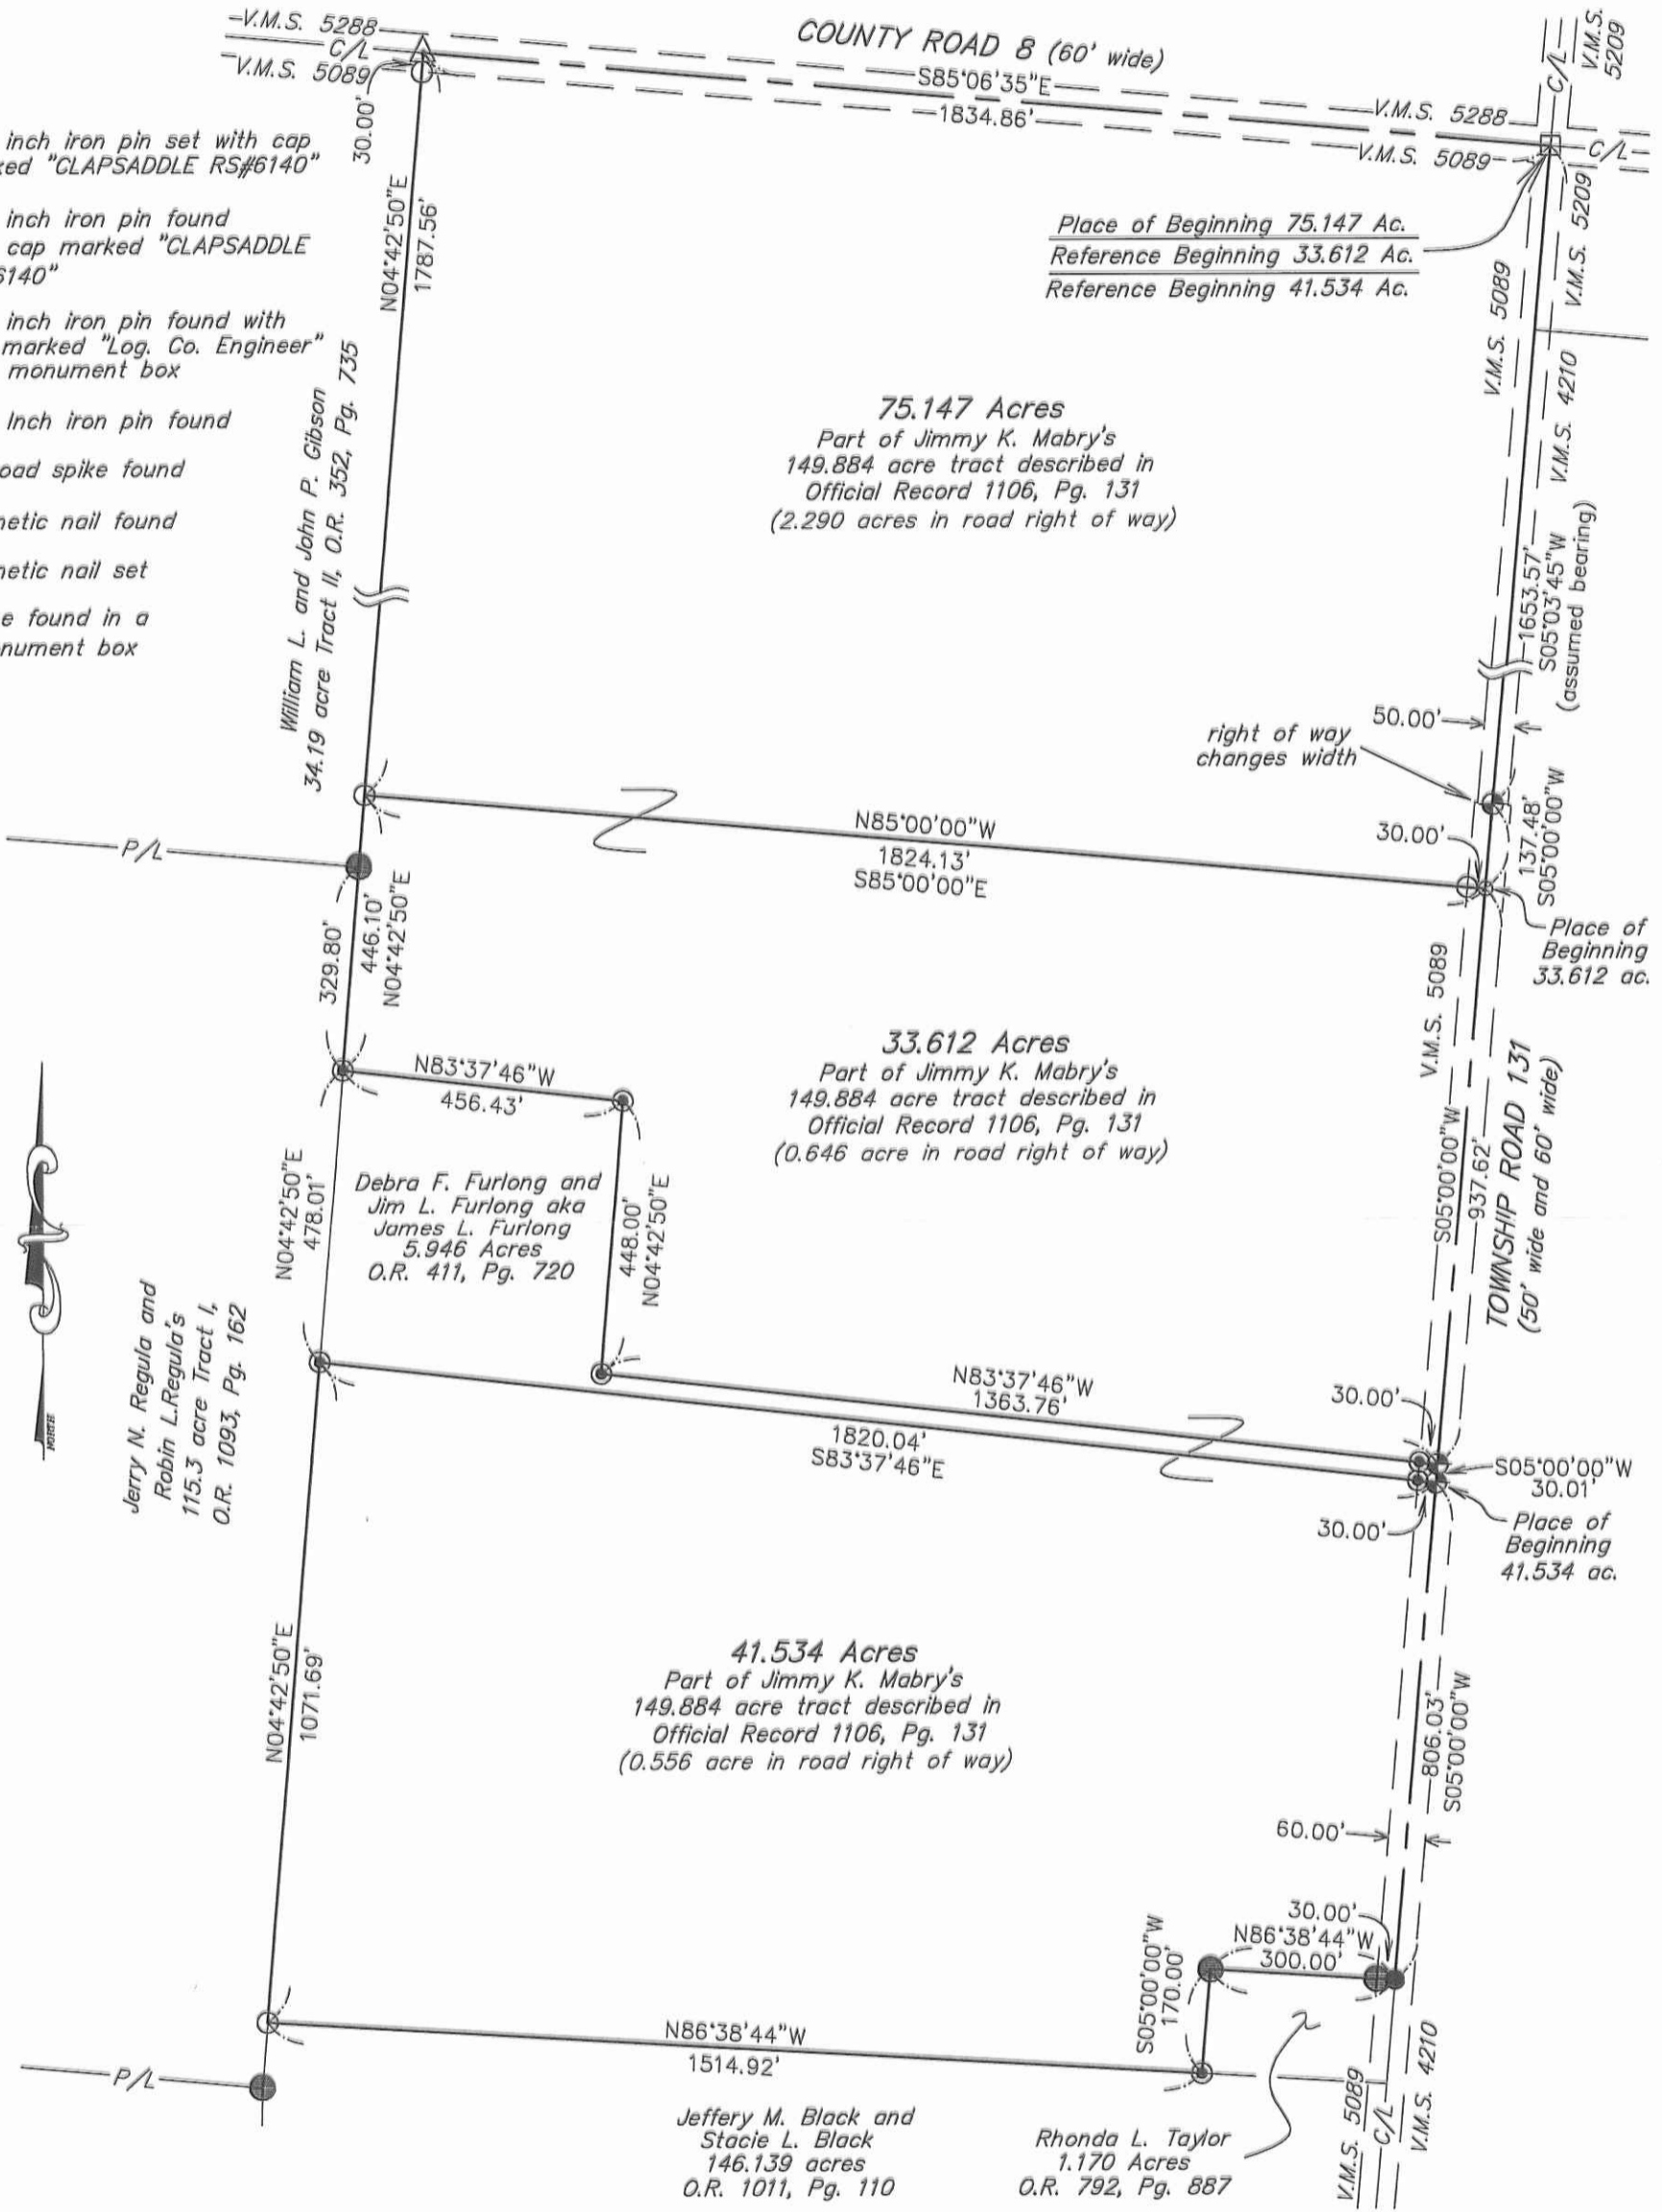 V.M.S. 5288
C/L
V.M.S. 5089
COUNTY ROAD 8 (60' wide)
S85°06'35"E
1834.86'
V.M.S. 5288
V.M.S. 5089
C/L
V.M.S.
5209
C/L
30.00'
N04°42'50"E
1787.56'
inch iron pin set with cap
ked "CLAPSADDLE RS#6140"
inch iron pin found
cap marked "CLAPSADDLE
6140"
inch iron pin found with
marked "Log. Co. Engineer"
monument box
Inch iron pin found
oad spike found
netic nail found
netic nail set
e found in a
nument box
Place of Beginning 75.147 Ac.
Reference Beginning 33.612 Ac.
Reference Beginning 41.534 Ac.
V.M.S. 5209
V.M.S. 5089
V.M.S. 4210
William L. and John P. Gibson
34.19 acre Tract II, O.R. 352, Pg. 735
75.147 Acres
Part of Jimmy K. Mabry's
149.884 acre tract described in
Official Record 1106, Pg. 131
(2.290 acres in road right of way)
1653.57'
S05°03'45"W
(assumed bearing)
50.00'
right of way
changes width
30.00'
137.48'
S05°00'00"W
N85°00'00"W
1824.13'
S85°00'00"E
Place of
Beginning
33.612 ac.
P/L
329.80'
446.10'
N04°42'50"E
V.M.S. 5089
33.612 Acres
Part of Jimmy K. Mabry's
149.884 acre tract described in
Official Record 1106, Pg. 131
(0.646 acre in road right of way)
N83°37'46"W
456.43'
S05°00'00"W
937.62'
TOWNSHIP ROAD 131
(50' wide and 60' wide)
N04°42'50"E
478.01'
Debra F. Furlong and
Jim L. Furlong aka
James L. Furlong
5.946 Acres
O.R. 411, Pg. 720
448.00'
N04°42'50"E
NORTH
Jerry N. Regula and
Robin L.Regula's
115.3 acre Tract I,
O.R. 1093, Pg. 162
N83°37'46"W
1363.76'
30.00'
1820.04'
S83°37'46"E
S05°00'00"W
30.01'
30.00'
Place of
Beginning
41.534 ac.
N04°42'50"E
1071.69'
41.534 Acres
Part of Jimmy K. Mabry's
149.884 acre tract described in
Official Record 1106, Pg. 131
(0.556 acre in road right of way)
806.03'
S05°00'00"W
60.00'
30.00'
N86°38'44"W
300.00'
S05°00'00"W
170.00'
N86°38'44"W
1514.92'
P/L
Jeffery M. Black and
Stacie L. Black
146.139 acres
O.R. 1011, Pg. 110
Rhonda L. Taylor
1.170 Acres
O.R. 792, Pg. 887
V.M.S. 5089
C/L
V.M.S. 4210